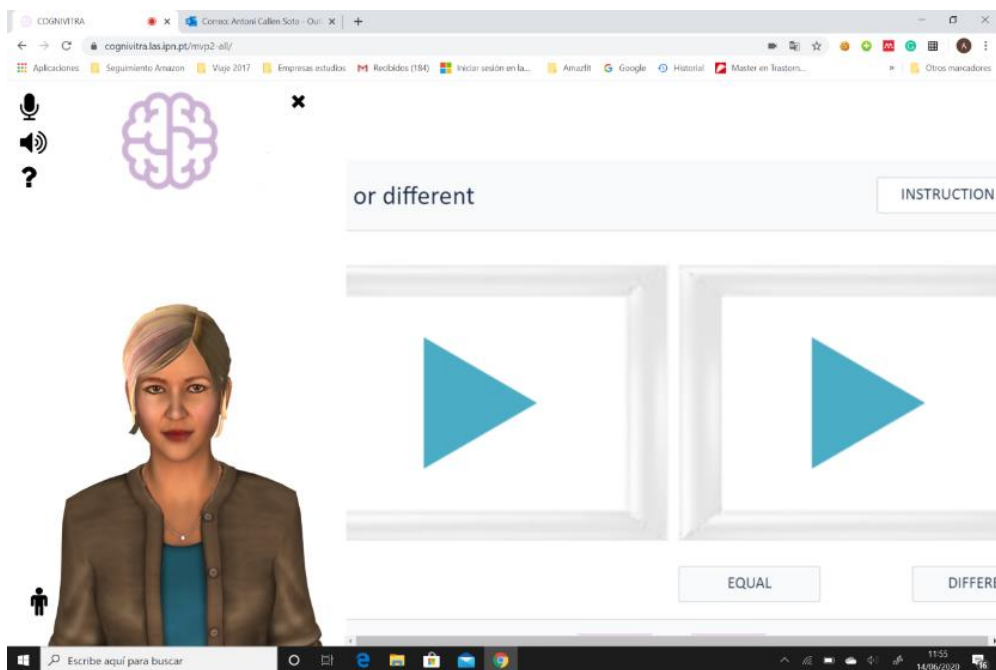 COGNIVITRA
Correo: Antoni Callen Soto - Out
cognivitra.las.ipn.pt/mvp2-all/
Aplicaciones Seguimiento Amazon Viaje 2017 Empresas estudios Recibidos (184) Iniciar sesión en la... Amazfit Google Historial Master en Trastorn... » Otros marcadores
?
or different
INSTRUCTION
EQUAL
DIFFERE
Escribe aquí para buscar
11:55
14/06/2020
16